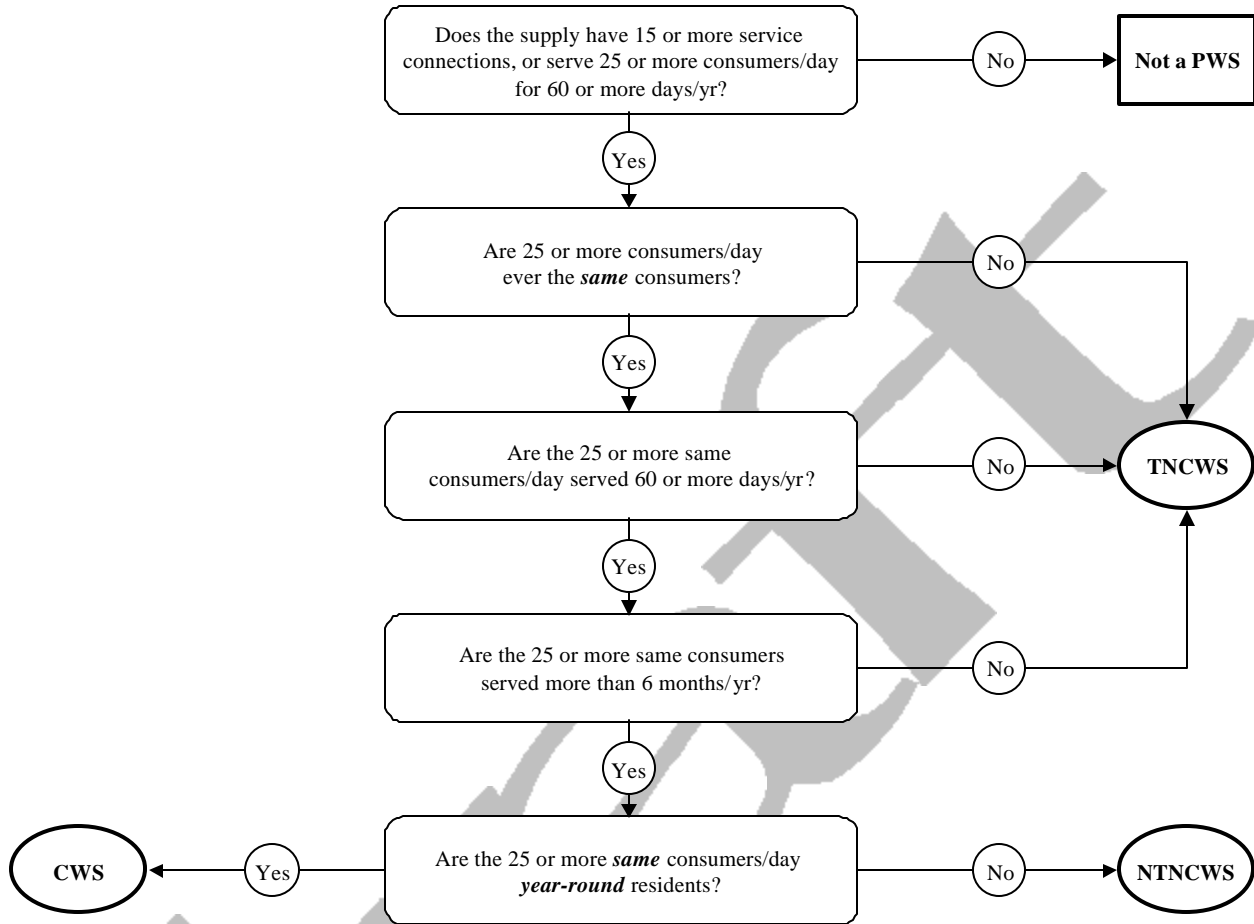 Does the supply have 15 or more service
connections, or serve 25 or more consumers/day
for 60 or more days/yr?
No
Not a PWS
Yes
Are 25 or more consumers/day
ever the same consumers?
No
Yes
Are the 25 or more same
consumers/day served 60 or more days/yr?
No
TNCWS
Yes
Are the 25 or more same consumers
served more than 6 months/yr?
No
Yes
CWS
Yes
Are the 25 or more same consumers/day
year-round residents?
No
NTNCWS